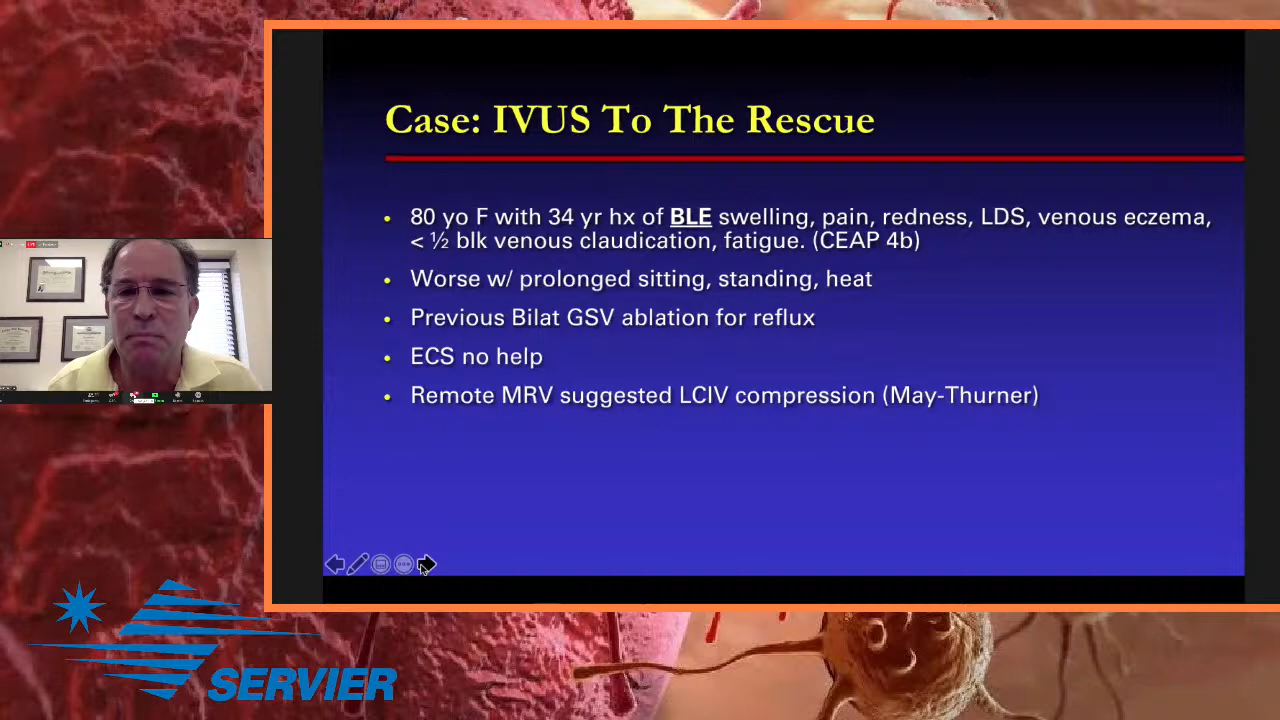 Case: IVUS To The Rescue
• 80 yo F with 34 yr hx of BLE swelling, pain, redness, LDS, venous eczema,
< ½ blk venous claudication, fatigue. (CEAP 4b)
• Worse w/ prolonged sitting, standing, heat
• Previous Bilat GSV ablation for reflux
• ECS no help
• Remote MRV suggested LCIV compression (May-Thurner)
SERVIER